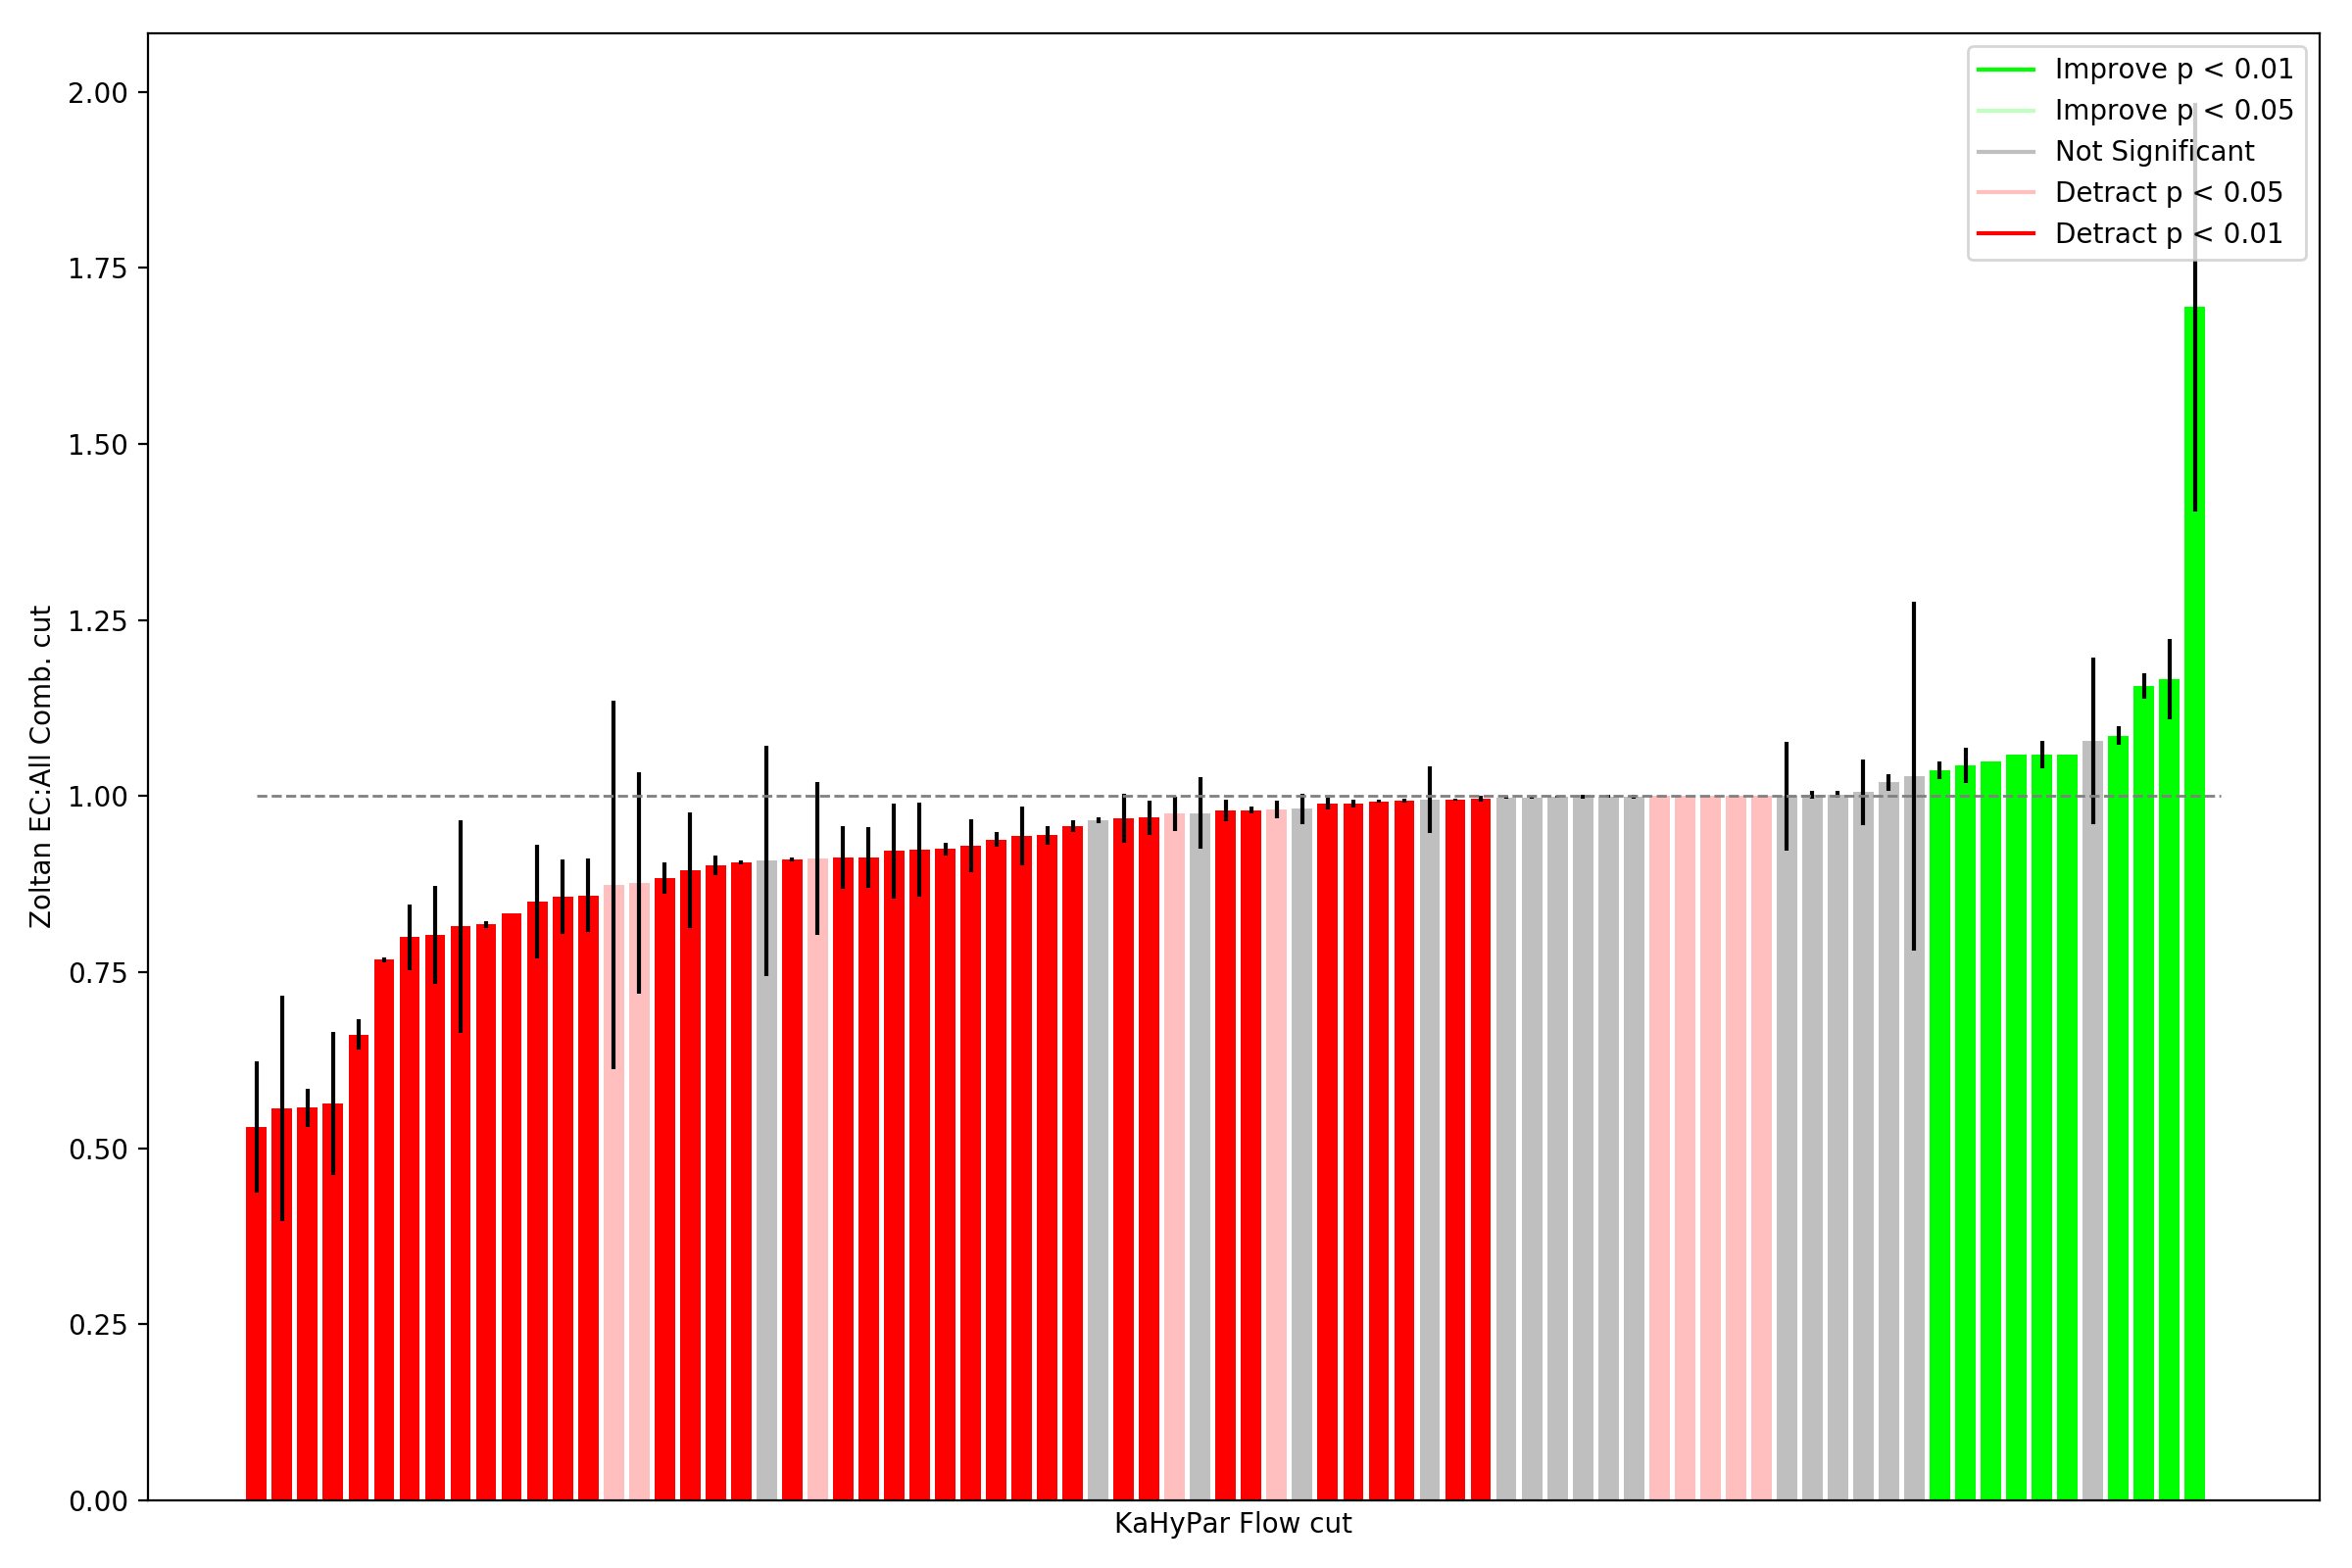 2.00
1.75
1.50
1.25
1.00
0.75
0.50
0.25
0.00
Zoltan EC:All Comb. cut
KaHyPar Flow cut
Improve p < 0.01
Improve p < 0.05
Not Significant
Detract p < 0.05
Detract p < 0.01